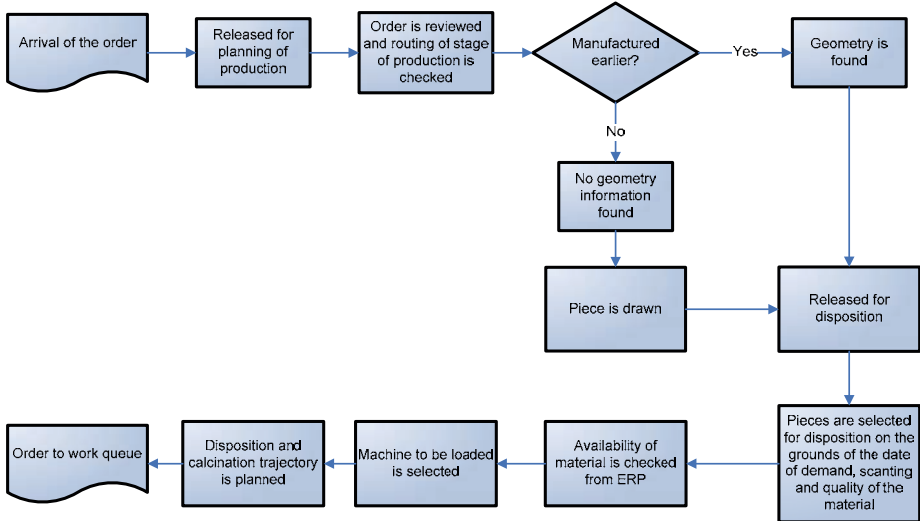 Arrival of the order
Released for
planning of
production
Order is reviewed
and routing of stage
of production is
checked
Manufactured
earlier?
Yes
Geometry is
found
No
No geometry
information
found
Piece is drawn
Released for
disposition
Pieces are selected
for disposition on the
grounds of the date
of demand, scanting
and quality of the
material
Availability of
material is checked
from ERP
Machine to be loaded
is selected
Disposition and
calcination trajectory
is planned
Order to work queue